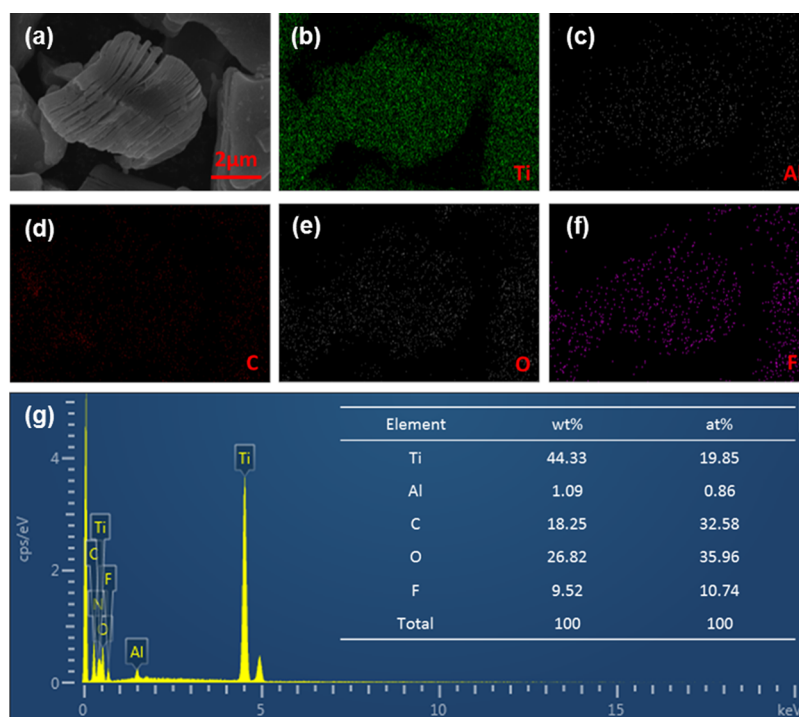 (a)
2μm
(b)
Ti
(c)
A
(d)
C
(e)
O
(f)
F
(g)
Element wt% at%
Ti 44.33 19.85
Al 1.09 0.86
C 18.25 32.58
O 26.82 35.96
F 9.52 10.74
Total 100 100
cps/eV
4
2
0
Ti
Ti
C
F
N
O
Al
0 5 10 15 keV